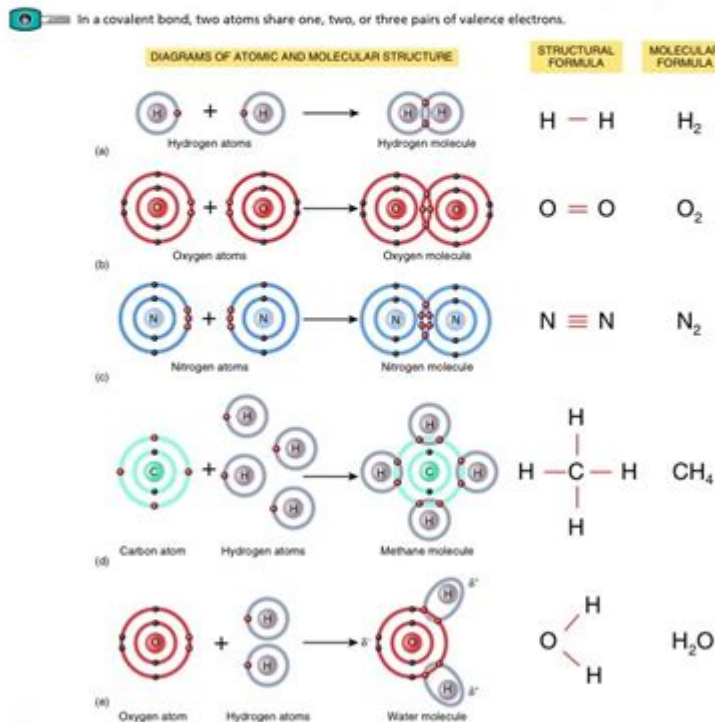 In a covalent bond, two atoms share one, two, or three pairs of valence electrons.
DIAGRAMS OF ATOMIC AND MOLECULAR STRUCTURE
STRUCTURAL FORMULA
MOLECULAR FORMULA
H + H H H H — H H₂
(a) Hydrogen atoms Hydrogen molecule
O + O O O O = O O₂
(b) Oxygen atoms Oxygen molecule
N + N N N N ≡ N N₂
(c) Nitrogen atoms Nitrogen molecule
C + H H H H
H
H C H
H
H
H — C — H
H
CH₄
(d) Carbon atom Hydrogen atoms Methane molecule
O + H H
δ⁻ O H δ⁺ H δ⁺
H
O
H
H₂O
(e) Oxygen atom Hydrogen atoms Water molecule